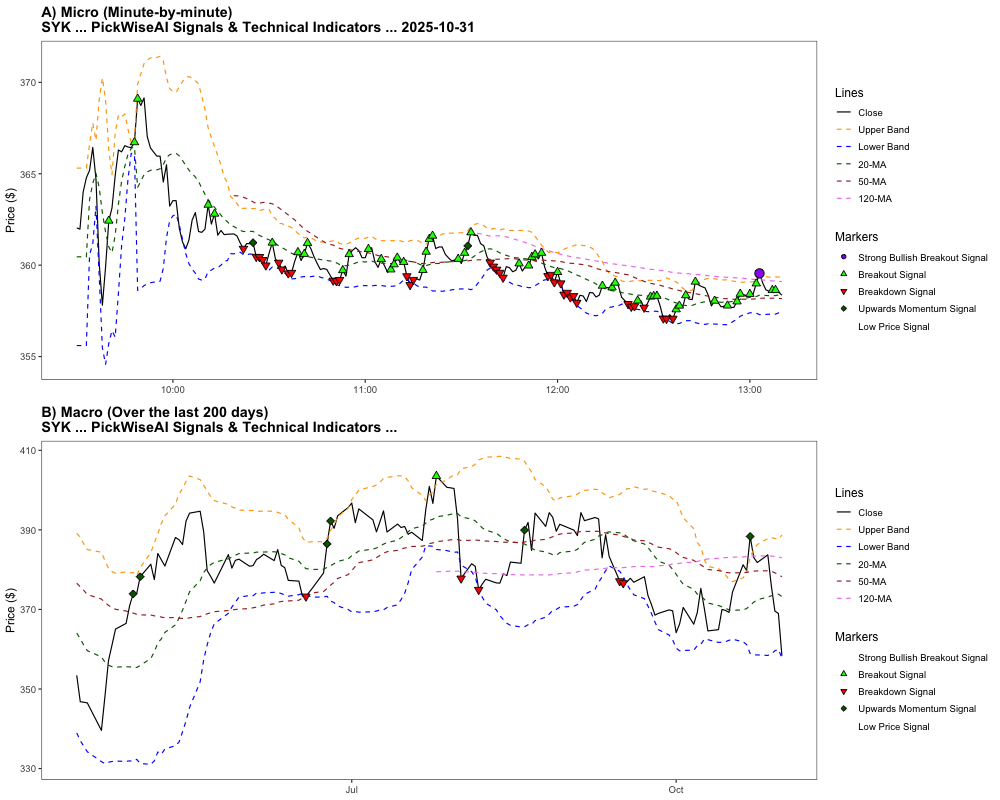 A) Micro (Minute-by-minute)
SYK ... PickWiseAI Signals & Technical Indicators ... 2025-10-31
Price ($)
370
365
360
355
10:00
11:00
12:00
13:00
Lines
Close
Upper Band
Lower Band
20-MA
50-MA
120-MA
Markers
Strong Bullish Breakout Signal
Breakout Signal
Breakdown Signal
Upwards Momentum Signal
Low Price Signal
B) Macro (Over the last 200 days)
SYK ... PickWiseAI Signals & Technical Indicators ...
Price ($)
410
390
370
350
330
Jul
Oct
Lines
Close
Upper Band
Lower Band
20-MA
50-MA
120-MA
Markers
Strong Bullish Breakout Signal
Breakout Signal
Breakdown Signal
Upwards Momentum Signal
Low Price Signal